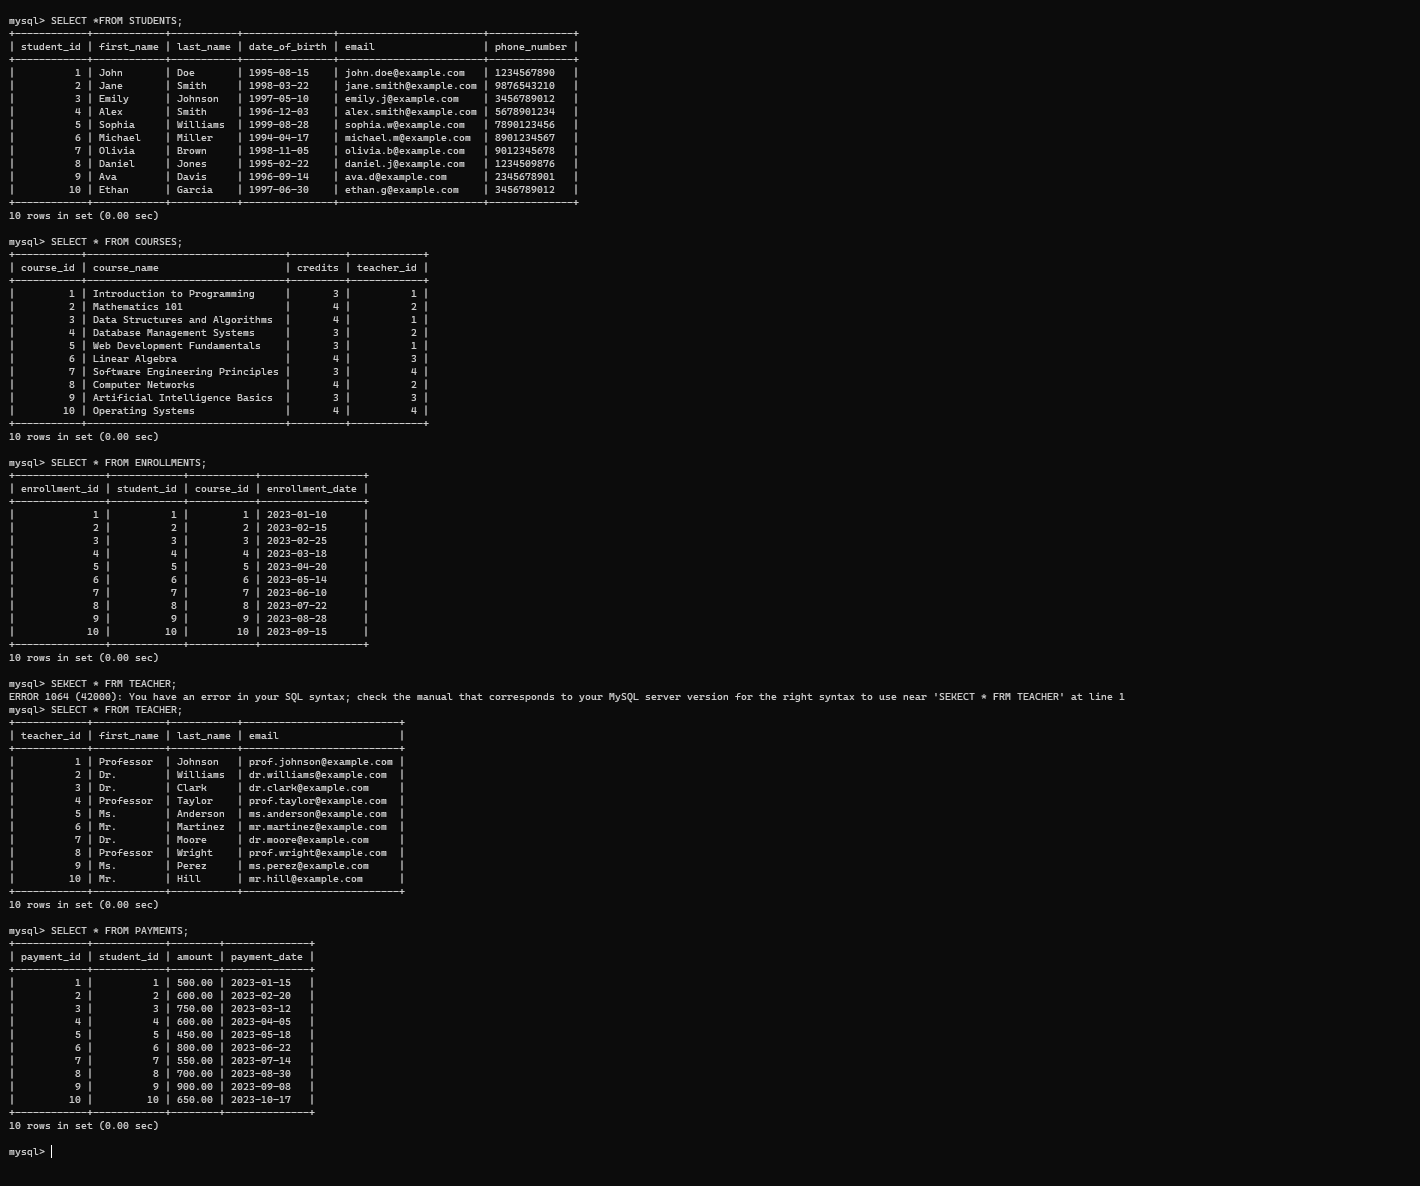 mysql> SELECT *FROM STUDENTS;
+------------+------------+-----------+---------------+------------------------+--------------+
| student_id | first_name | last_name | date_of_birth | email                  | phone_number |
+------------+------------+-----------+---------------+------------------------+--------------+
|          1 | John       | Doe       | 1995-08-15    | john.doe@example.com   | 1234567890   |
|          2 | Jane       | Smith     | 1998-03-22    | jane.smith@example.com | 9876543210   |
|          3 | Emily      | Johnson   | 1997-05-10    | emily.j@example.com    | 3456789012   |
|          4 | Alex       | Smith     | 1996-12-03    | alex.smith@example.com | 5678901234   |
|          5 | Sophia     | Williams  | 1999-08-28    | sophia.w@example.com   | 7890123456   |
|          6 | Michael    | Miller    | 1994-04-17    | michael.m@example.com  | 8901234567   |
|          7 | Olivia     | Brown     | 1998-11-05    | olivia.b@example.com   | 9012345678   |
|          8 | Daniel     | Jones     | 1995-02-22    | daniel.j@example.com   | 1234509876   |
|          9 | Ava        | Davis     | 1996-09-14    | ava.d@example.com      | 2345678901   |
|         10 | Ethan      | Garcia    | 1997-06-30    | ethan.g@example.com    | 3456789012   |
+------------+------------+-----------+---------------+------------------------+--------------+
10 rows in set (0.00 sec)

mysql> SELECT * FROM COURSES;
+-----------+---------------------------------+---------+------------+
| course_id | course_name                     | credits | teacher_id |
+-----------+---------------------------------+---------+------------+
|         1 | Introduction to Programming     |       3 |          1 |
|         2 | Mathematics 101                 |       4 |          2 |
|         3 | Data Structures and Algorithms  |       4 |          1 |
|         4 | Database Management Systems     |       3 |          2 |
|         5 | Web Development Fundamentals    |       3 |          1 |
|         6 | Linear Algebra                  |       4 |          3 |
|         7 | Software Engineering Principles |       3 |          4 |
|         8 | Computer Networks               |       4 |          2 |
|         9 | Artificial Intelligence Basics  |       3 |          3 |
|        10 | Operating Systems               |       4 |          4 |
+-----------+---------------------------------+---------+------------+
10 rows in set (0.00 sec)

mysql> SELECT * FROM ENROLLMENTS;
+---------------+------------+-----------+-----------------+
| enrollment_id | student_id | course_id | enrollment_date |
+---------------+------------+-----------+-----------------+
|             1 |          1 |         1 | 2023-01-10      |
|             2 |          2 |         2 | 2023-02-15      |
|             3 |          3 |         3 | 2023-02-25      |
|             4 |          4 |         4 | 2023-03-18      |
|             5 |          5 |         5 | 2023-04-20      |
|             6 |          6 |         6 | 2023-05-14      |
|             7 |          7 |         7 | 2023-06-10      |
|             8 |          8 |         8 | 2023-07-22      |
|             9 |          9 |         9 | 2023-08-28      |
|            10 |         10 |        10 | 2023-09-15      |
+---------------+------------+-----------+-----------------+
10 rows in set (0.00 sec)

mysql> SEKECT * FRM TEACHER;
ERROR 1064 (42000): You have an error in your SQL syntax; check the manual that corresponds to your MySQL server version for the right syntax to use near 'SEKECT * FRM TEACHER' at line 1
mysql> SELECT * FROM TEACHER;
+------------+------------+-----------+--------------------------+
| teacher_id | first_name | last_name | email                    |
+------------+------------+-----------+--------------------------+
|          1 | Professor  | Johnson   | prof.johnson@example.com |
|          2 | Dr.        | Williams  | dr.williams@example.com  |
|          3 | Dr.        | Clark     | dr.clark@example.com     |
|          4 | Professor  | Taylor    | prof.taylor@example.com  |
|          5 | Ms.        | Anderson  | ms.anderson@example.com  |
|          6 | Mr.        | Martinez  | mr.martinez@example.com  |
|          7 | Dr.        | Moore     | dr.moore@example.com     |
|          8 | Professor  | Wright    | prof.wright@example.com  |
|          9 | Ms.        | Perez     | ms.perez@example.com     |
|         10 | Mr.        | Hill      | mr.hill@example.com      |
+------------+------------+-----------+--------------------------+
10 rows in set (0.00 sec)

mysql> SELECT * FROM PAYMENTS;
+------------+------------+--------+--------------+
| payment_id | student_id | amount | payment_date |
+------------+------------+--------+--------------+
|          1 |          1 | 500.00 | 2023-01-15   |
|          2 |          2 | 600.00 | 2023-02-20   |
|          3 |          3 | 750.00 | 2023-03-12   |
|          4 |          4 | 600.00 | 2023-04-05   |
|          5 |          5 | 450.00 | 2023-05-18   |
|          6 |          6 | 800.00 | 2023-06-22   |
|          7 |          7 | 550.00 | 2023-07-14   |
|          8 |          8 | 700.00 | 2023-08-30   |
|          9 |          9 | 900.00 | 2023-09-08   |
|         10 |         10 | 650.00 | 2023-10-17   |
+------------+------------+--------+--------------+
10 rows in set (0.00 sec)

mysql>